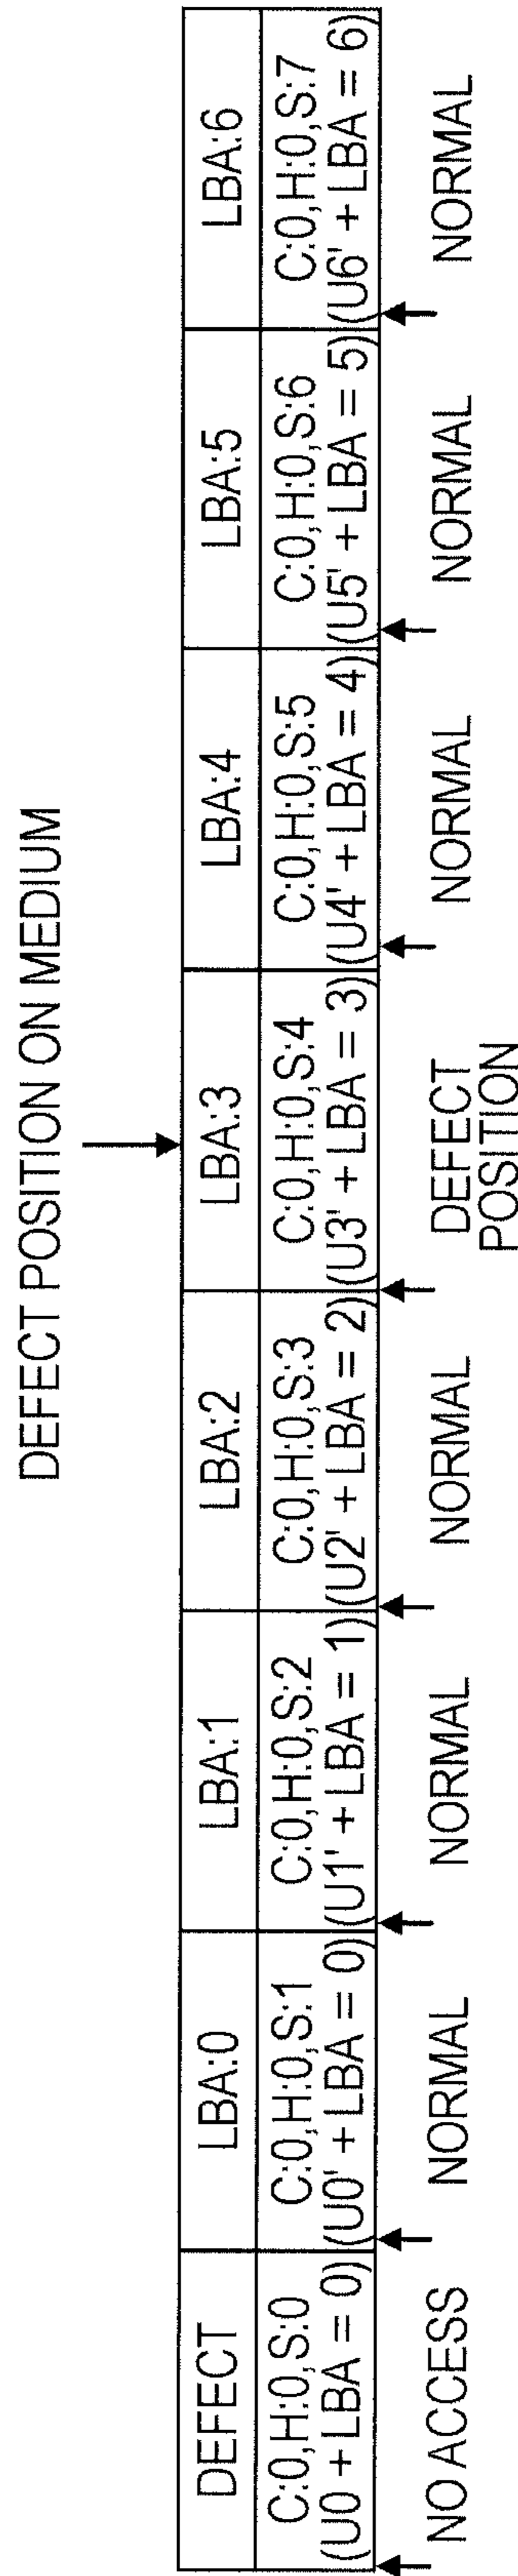 DEFECT POSITION ON MEDIUM
DEFECT
LBA:0
LBA:1
LBA:2
LBA:3
LBA:4
LBA:5
LBA:6
C:0,H:0,S:0
(U0 + LBA = 0)
C:0,H:0,S:1
(U0' + LBA = 0)
C:0,H:0,S:2
(U1' + LBA = 1)
C:0,H:0,S:3
(U2' + LBA = 2)
C:0,H:0,S:4
(U3' + LBA = 3)
C:0,H:0,S:5
(U4' + LBA = 4)
C:0,H:0,S:6
(U5' + LBA = 5)
C:0,H:0,S:7
(U6' + LBA = 6)
NO ACCESS
NORMAL
NORMAL
NORMAL
DEFECT
POSITION
NORMAL
NORMAL
NORMAL